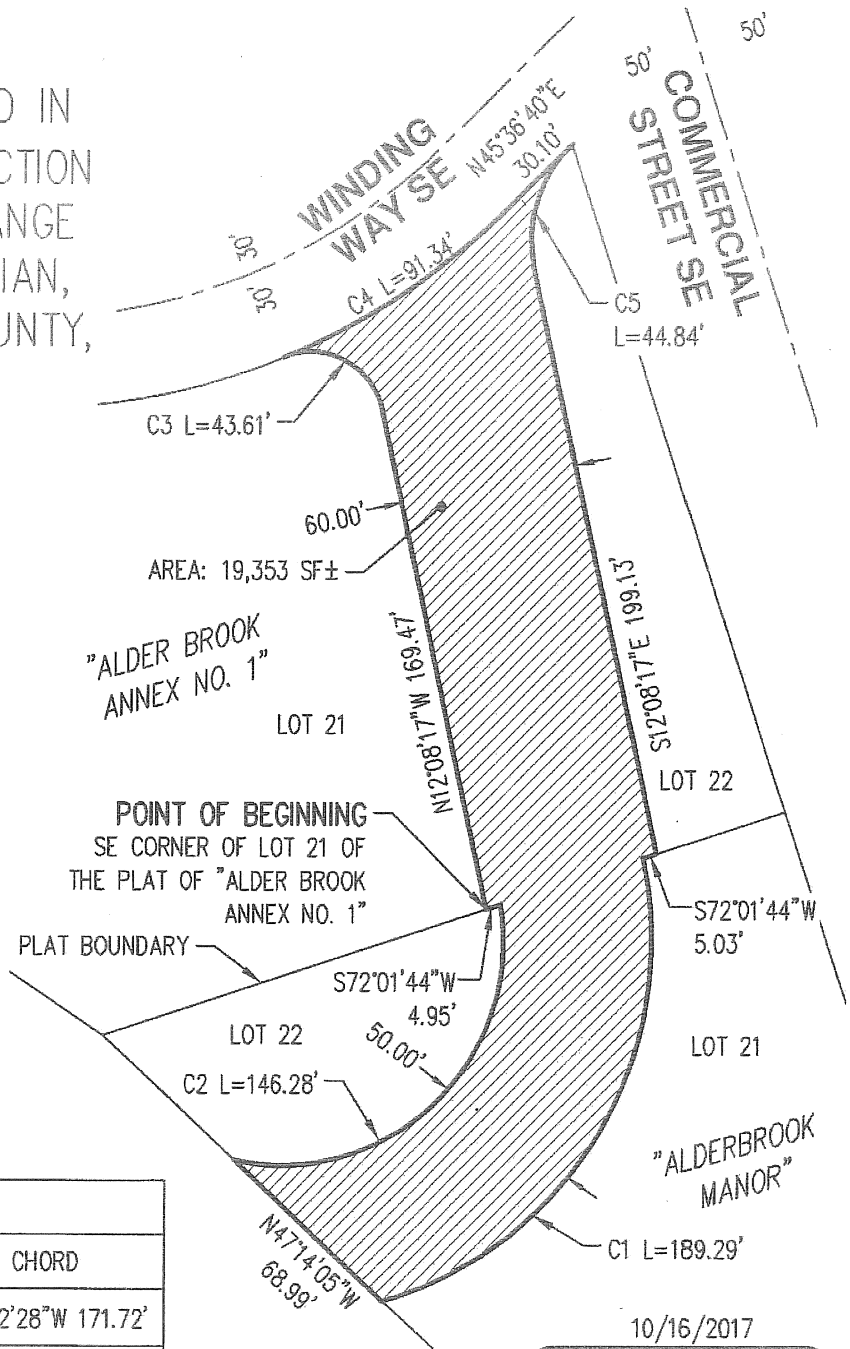 D IN
CTION
ANGE
IAN,
UNTY,
WINDING
WAY SE
N45°36'40"E
30.10'
50'
50'
COMMERCIAL
STREET SE
30'
30'
C4 L=91.34'
C5
L=44.84'
C3 L=43.61'
60.00'
AREA: 19,353 SF±
"ALDER BROOK
ANNEX NO. 1"
LOT 21
N12°08'17"W 169.47'
S12°08'17"E 199.13'
LOT 22
POINT OF BEGINNING
SE CORNER OF LOT 21 OF
THE PLAT OF "ALDER BROOK
ANNEX NO. 1"
PLAT BOUNDARY
S72°01'44"W
4.95'
S72°01'44"W
5.03'
LOT 22
50.00'
C2 L=146.28'
LOT 21
"ALDERBROOK
MANOR"
N47°14'05"W
68.99'
C1 L=189.29'
CHORD
2'28"W 171.72'
10/16/2017